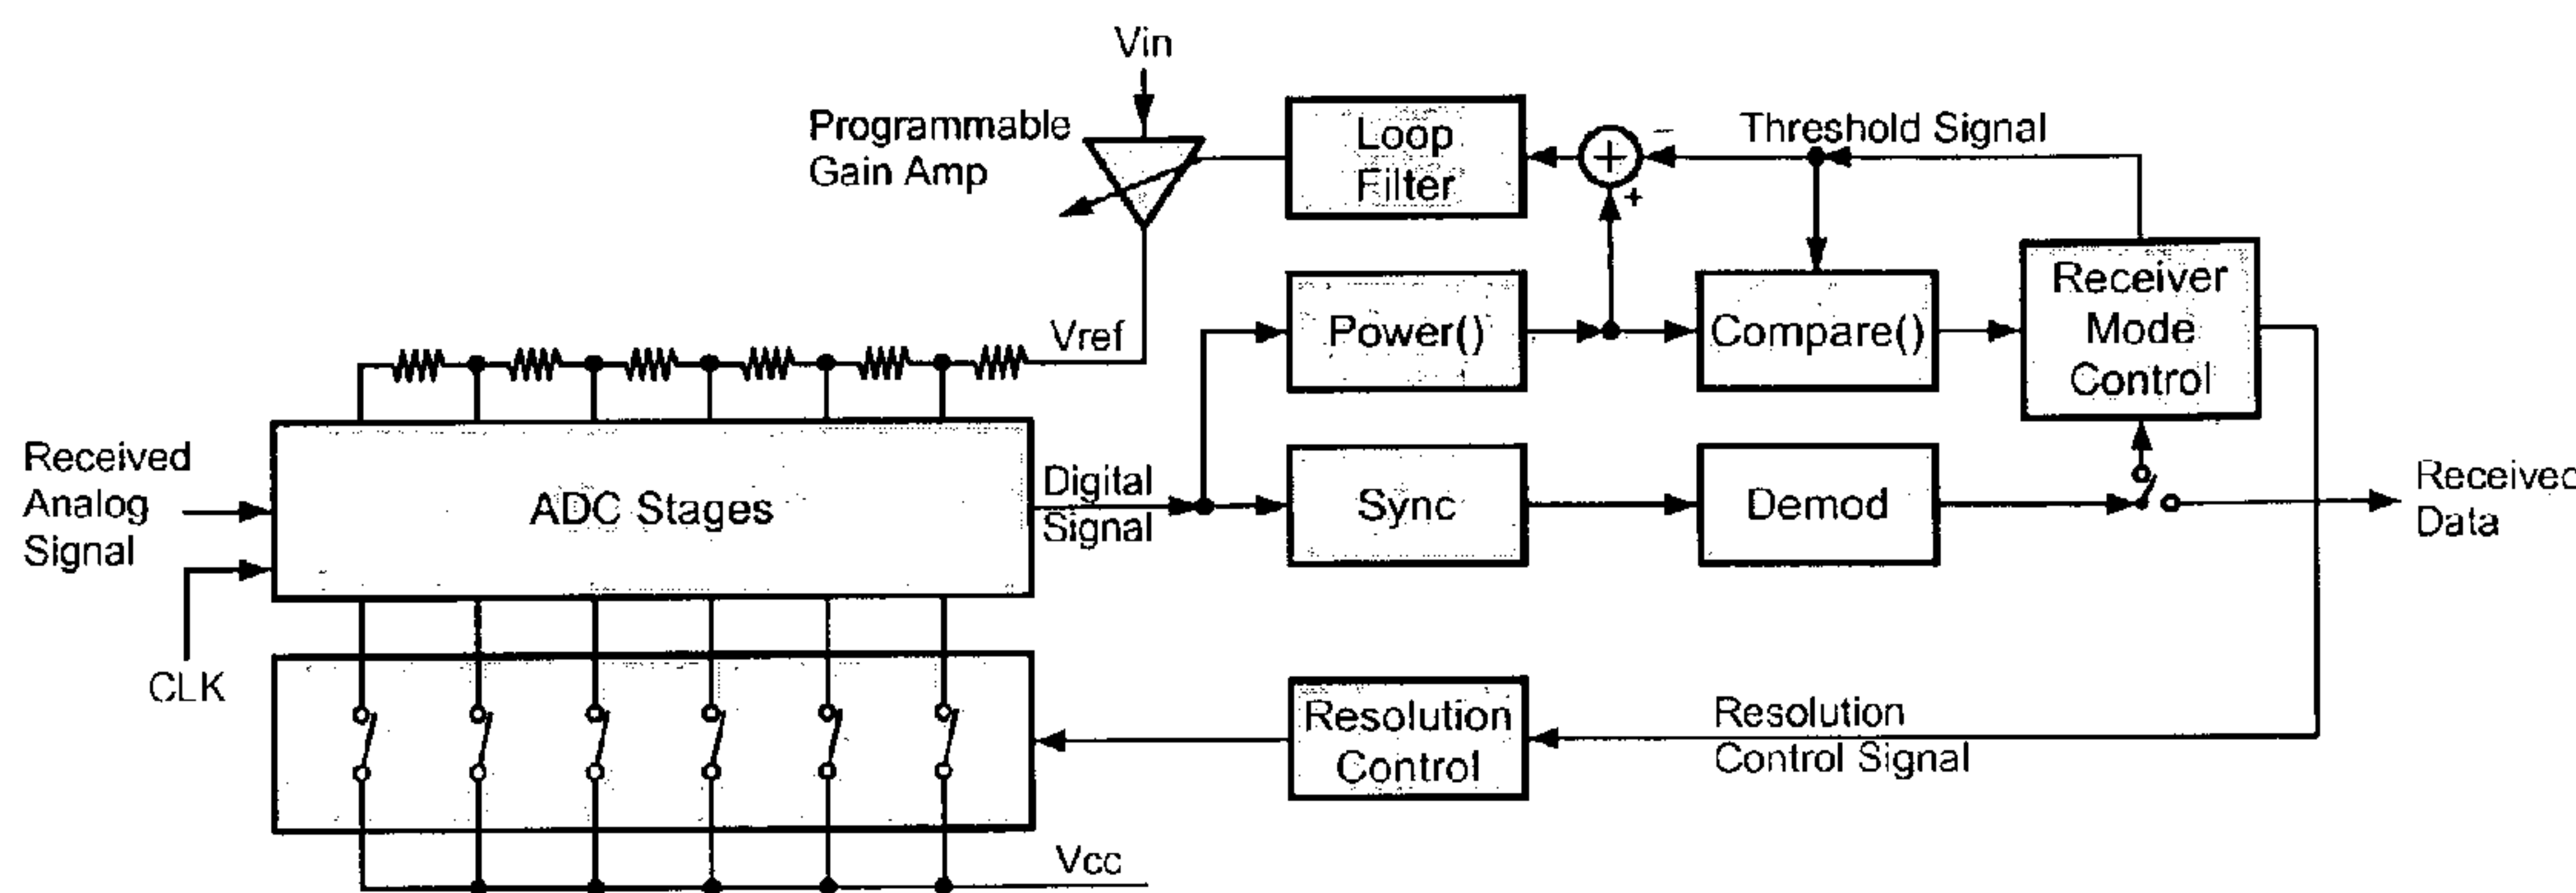 Vin
Programmable
Gain Amp
Loop
Filter
+
−
+
Threshold Signal
Vref
Power()
Compare()
Receiver
Mode
Control
Received
Analog
Signal
ADC Stages
Digital
Signal
Sync
Demod
Received
Data
CLK
Resolution
Control
Resolution
Control Signal
Vcc